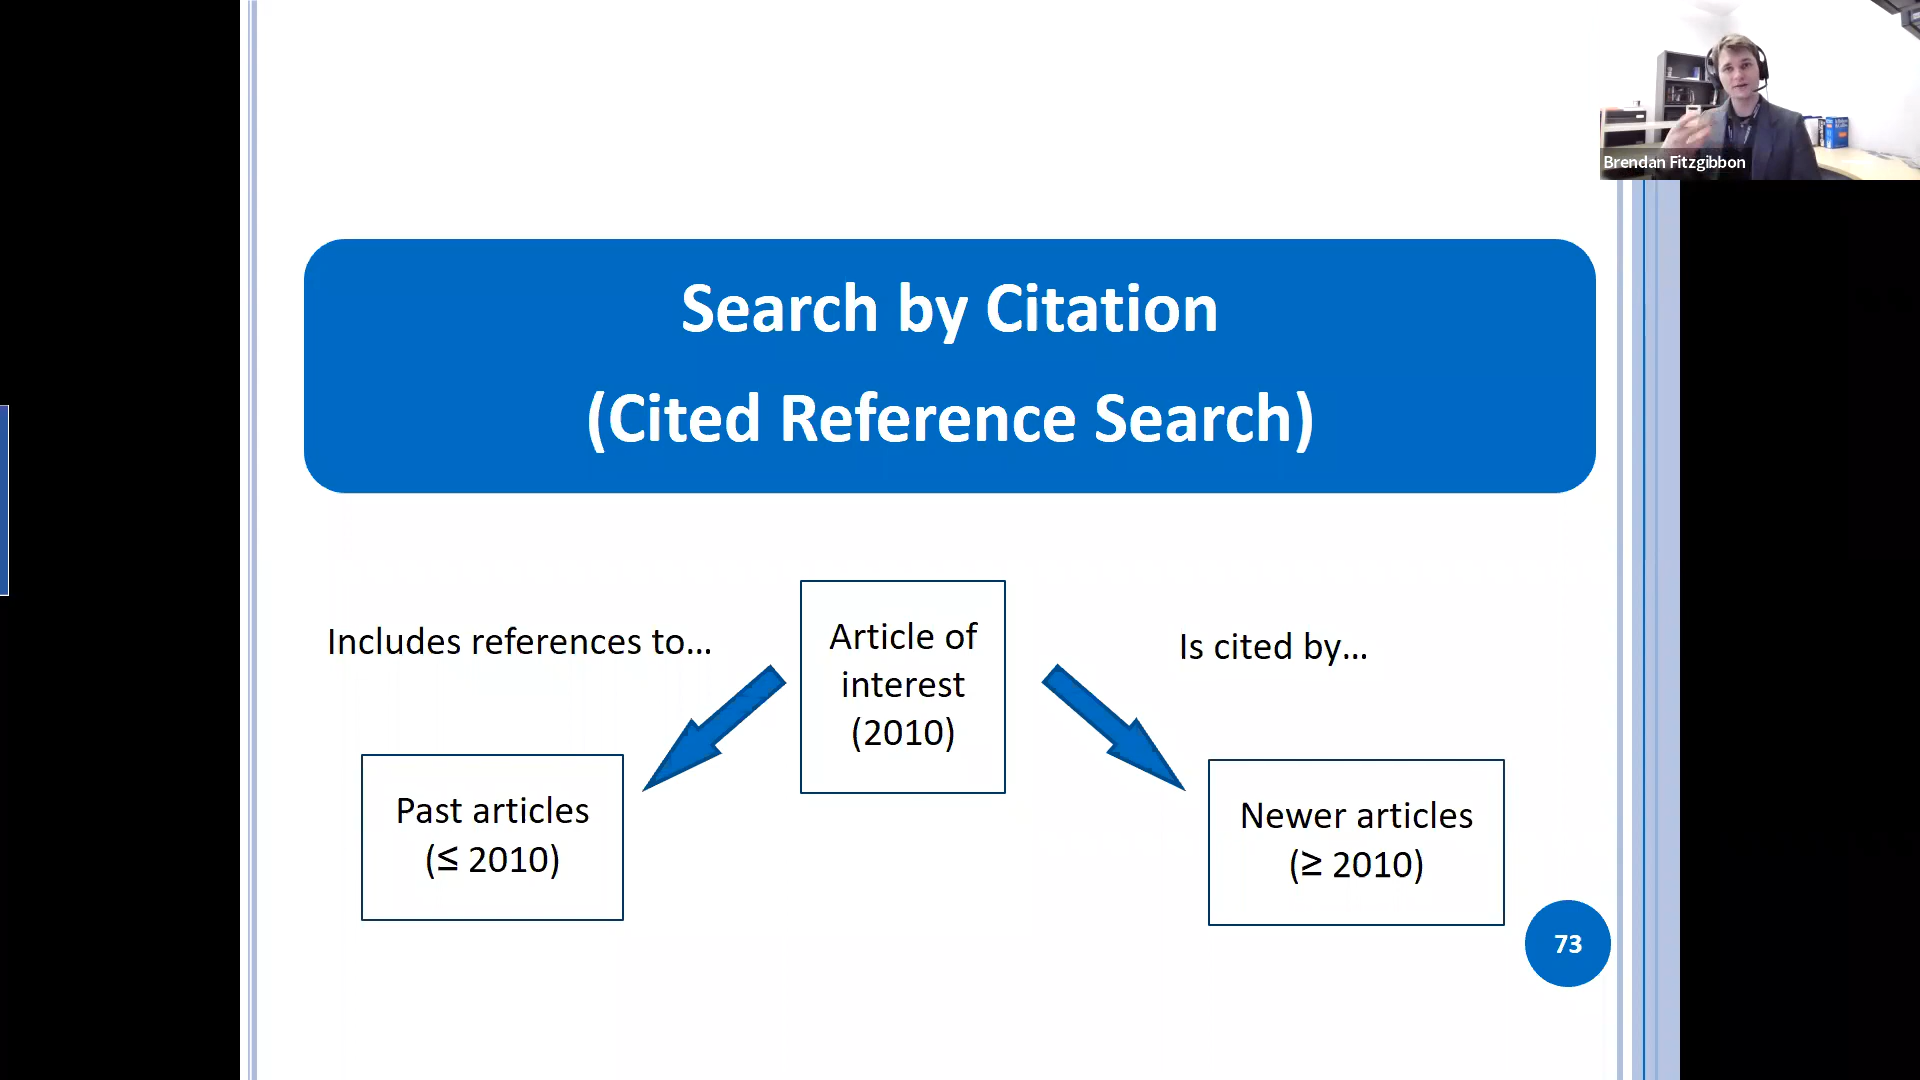 Brendan Fitzgibbon
Search by Citation
(Cited Reference Search)
Includes references to...
Article of
interest
(2010)
Is cited by...
Past articles
(≤ 2010)
Newer articles
(≥ 2010)
73